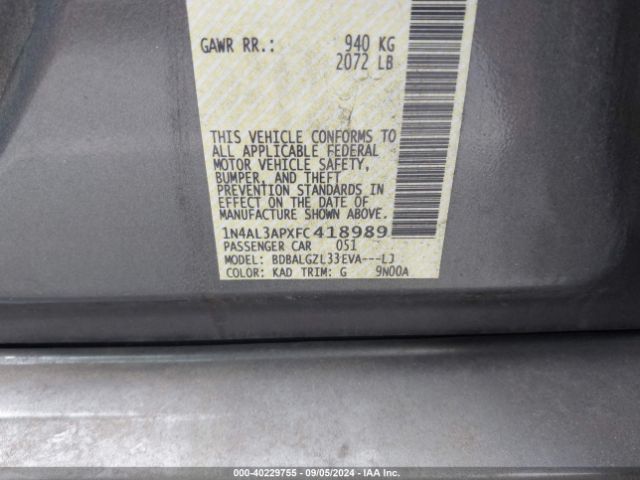 GAWR RR.: 940 KG
2072 LB
THIS VEHICLE CONFORMS TO
ALL APPLICABLE FEDERAL
MOTOR VEHICLE SAFETY,
BUMPER, AND THEFT
PREVENTION STANDARDS IN
EFFECT ON THE DATE OF
MANUFACTURE SHOWN ABOVE.
1N4AL3APXFC418989
PASSENGER CAR 051
MODEL: BDBALGZL33EVA---LJ
COLOR: KAD TRIM: G 9N00A
000-40229755 - 09/05/2024 - IAA Inc.